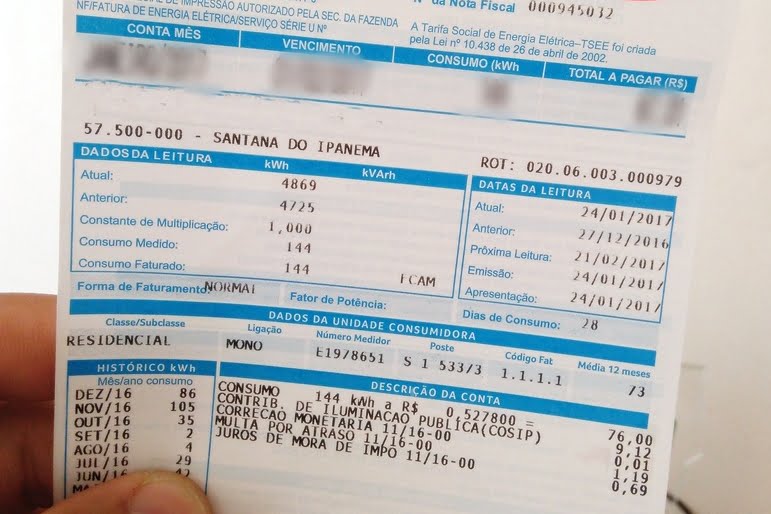 DE IMPRESSÃO AUTORIZADO PELA SEC. DA FAZENDA
NF/FATURA DE ENERGIA ELÉTRICA/SERVIÇO SÉRIE U Nº
Nº da Nota Fiscal 000945032
A Tarifa Social de Energia Elétrica–TSEE foi criada
pela Lei nº 10.438 de 26 de abril de 2002.
CONTA MÊS VENCIMENTO CONSUMO (kWh TOTAL A PAGAR (R$)
57.500-000 - SANTANA DO IPANEMA
ROT: 020.06.003.000979
DADOS DA LEITURA kWh KVArh
Atual: 4869
Anterior: 4725
Constante de Multiplicação: 1,000
Consumo Medido: 144
Consumo Faturado: 144 FCAM
DATAS DA LEITURA
Atual: 24/01/2017
Anterior: 27/12/2016
Próxima Leitura: 21/02/2017
Emissão: 24/01/2017
Apresentação: 24/01/2017
Forma de Faturamento: NORMAL Fator de Potência: Dias de Consumo: 28
DADOS DA UNIDADE CONSUMIDORA
Classe/Subclasse Ligação Número Medidor Poste Código Fat Média 12 meses
RESIDENCIAL MONO E1978651 S 1 533/3 1.1.1.1 73
HISTÓRICO kWh
Mês/ano consumo
DEZ/16 86
NOV/16 105
OUT/16 35
SET/16 2
AGO/16 4
JUL/16 29
JUN/16
DESCRIÇÃO DA CONTA
CONSUMO 144 kWh a R$ 0,527800 = 76,00
CONTRIB. DE ILUMINACAO PUBLICA(COSIP) 9,12
CORRECAO MONETARIA 11/16-00 0,01
MULTA POR ATRASO 11/16-00 1,19
JUROS DE MORA DE IMPO 11/16-00 0,69